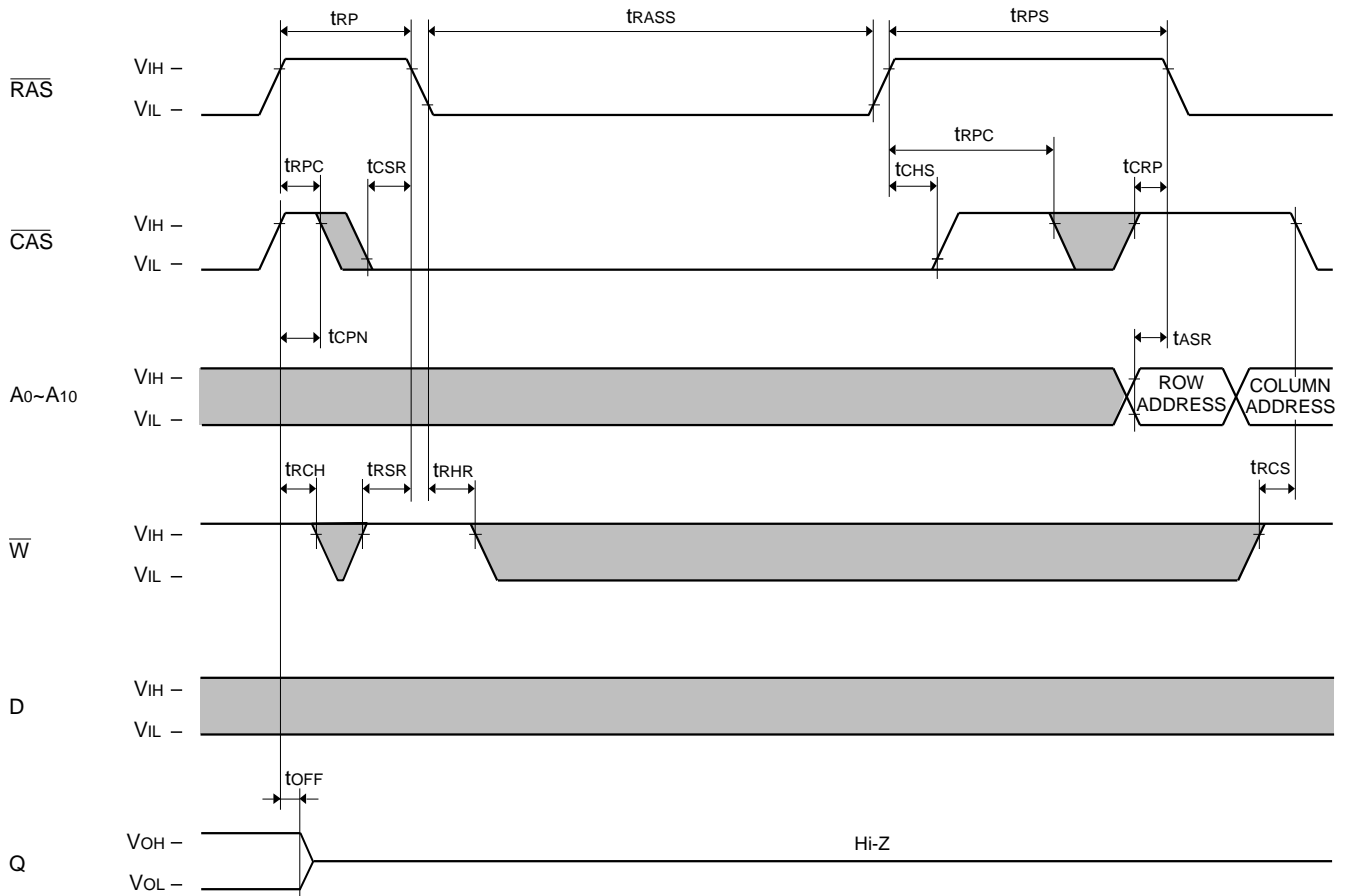 tRP tRASS tRPS
RAS
VIH –
VIL –
tRPC tCSR tCHS tRPC tCRP
CAS
VIH –
VIL –
tCPN tASR
A0~A10
VIH –
VIL –
ROW
ADDRESS
COLUMN
ADDRESS
tRCH tRSR tRHR tRCS
W
VIH –
VIL –
D
VIH –
VIL –
tOFF
Q
VOH –
VOL –
Hi-Z